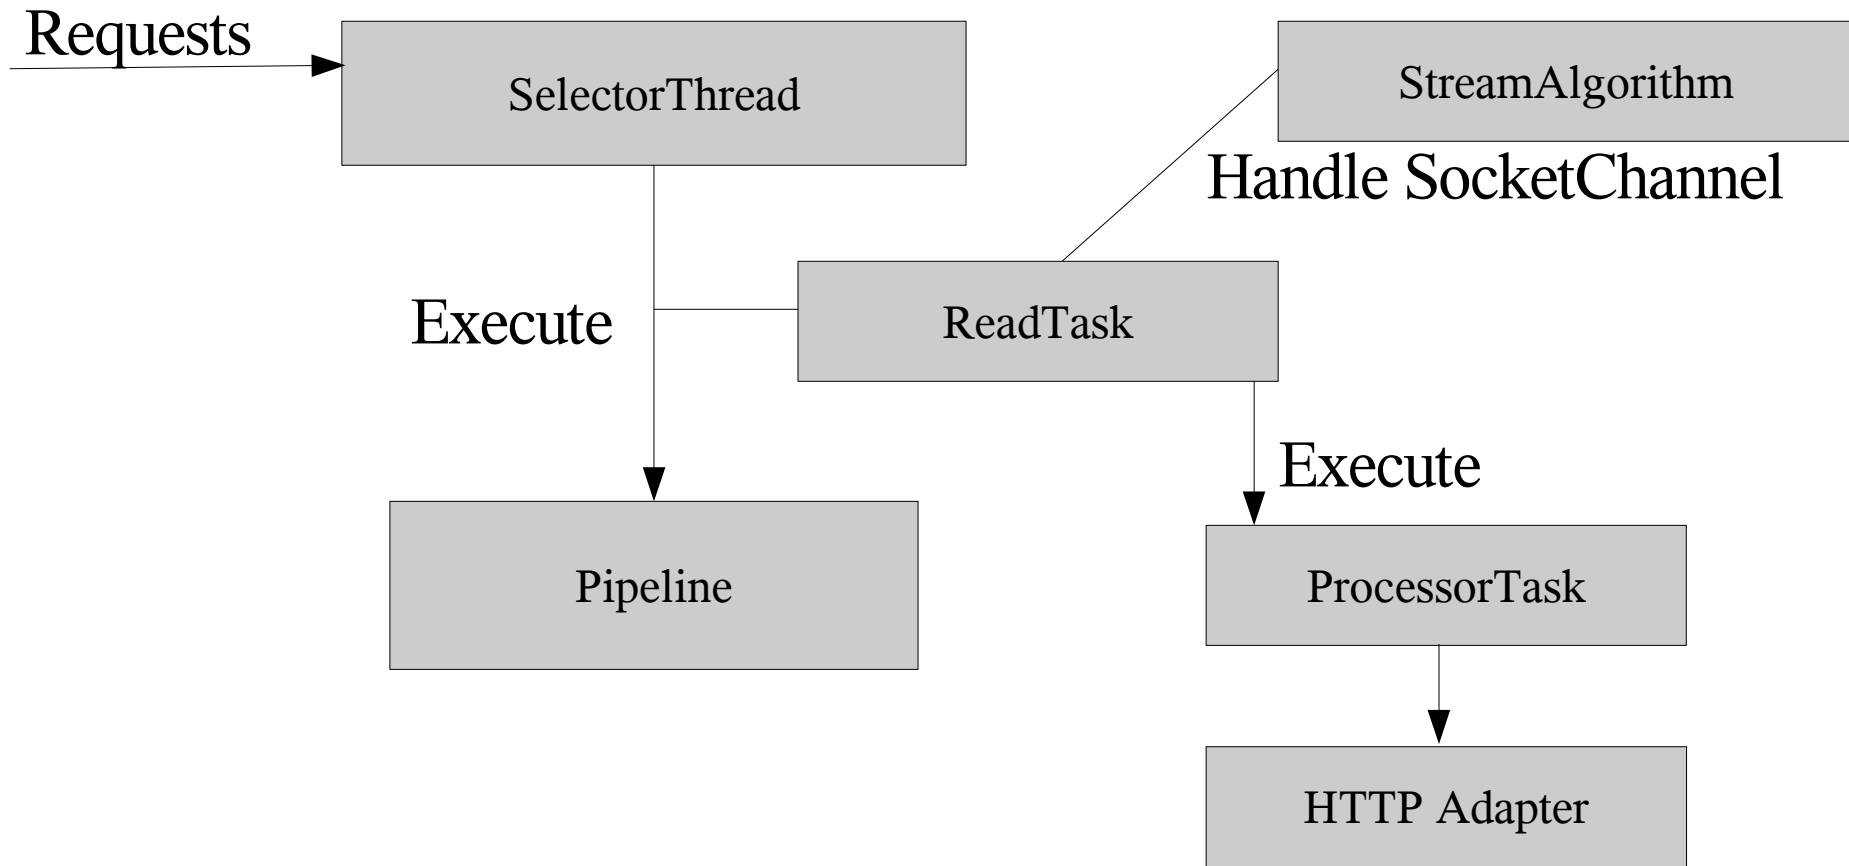 Requests
SelectorThread
StreamAlgorithm
Handle SocketChannel
Execute
ReadTask
Execute
Pipeline
ProcessorTask
HTTP Adapter